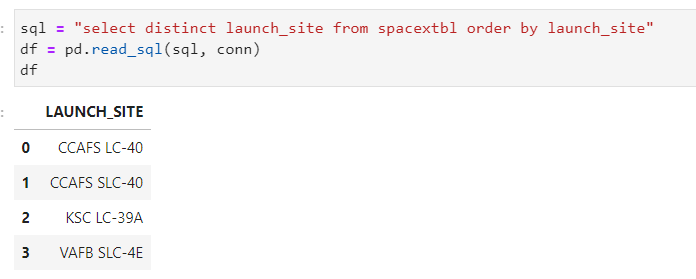 : sql = "select distinct launch_site from spacextbl order by launch_site"
df = pd.read_sql(sql, conn)
df
:
LAUNCH_SITE
0 CCAFS LC-40
1 CCAFS SLC-40
2 KSC LC-39A
3 VAFB SLC-4E